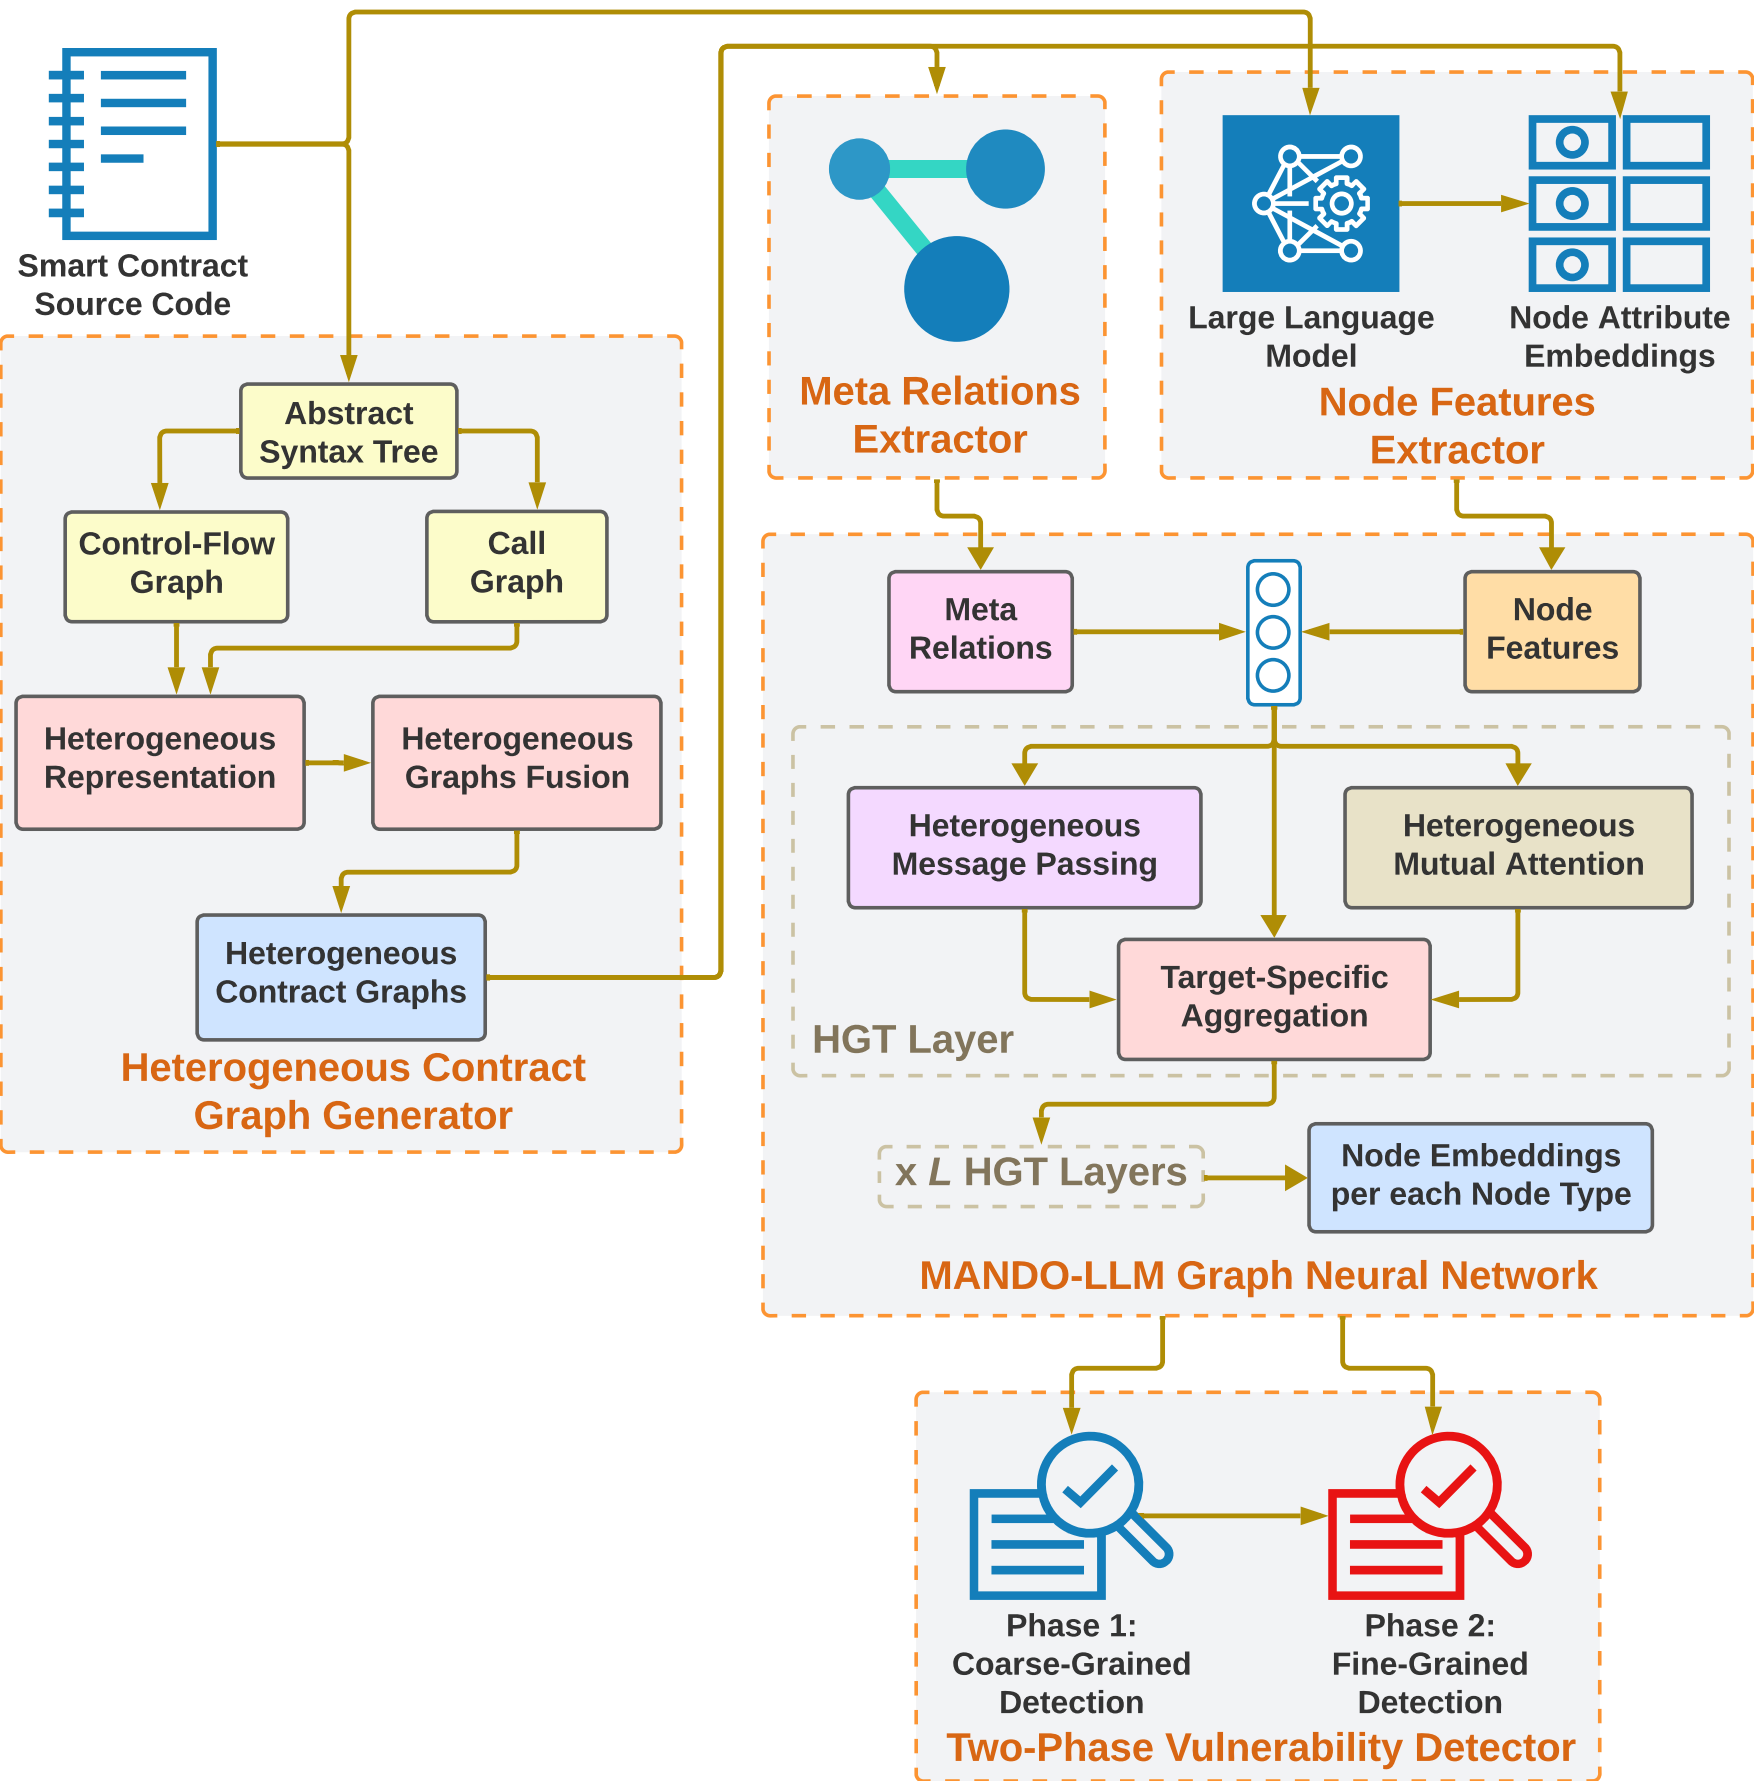 Smart Contract
Source Code
Abstract
Syntax Tree
Control-Flow
Graph
Call
Graph
Heterogeneous
Representation
Heterogeneous
Graphs Fusion
Heterogeneous
Contract Graphs
Heterogeneous Contract
Graph Generator
Meta Relations
Extractor
Large Language
Model
Node Attribute
Embeddings
Node Features
Extractor
Meta
Relations
Node
Features
Heterogeneous
Message Passing
Heterogeneous
Mutual Attention
Target-Specific
Aggregation
HGT Layer
x L HGT Layers
Node Embeddings
per each Node Type
MANDO-LLM Graph Neural Network
Phase 1:
Coarse-Grained
Detection
Phase 2:
Fine-Grained
Detection
Two-Phase Vulnerability Detector